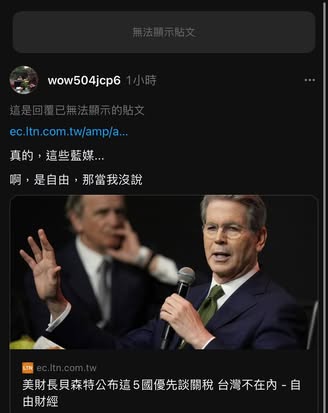 無法顯示貼文
wow504jcp6 1小時
這是回覆已無法顯示的貼文
ec.ltn.com.tw/amp/a...
真的，這些藍媒...
啊，是自由，那當我沒說
LTN ec.ltn.com.tw
美財長貝森特公布這5國優先談關稅 台灣不在內 - 自
由財經